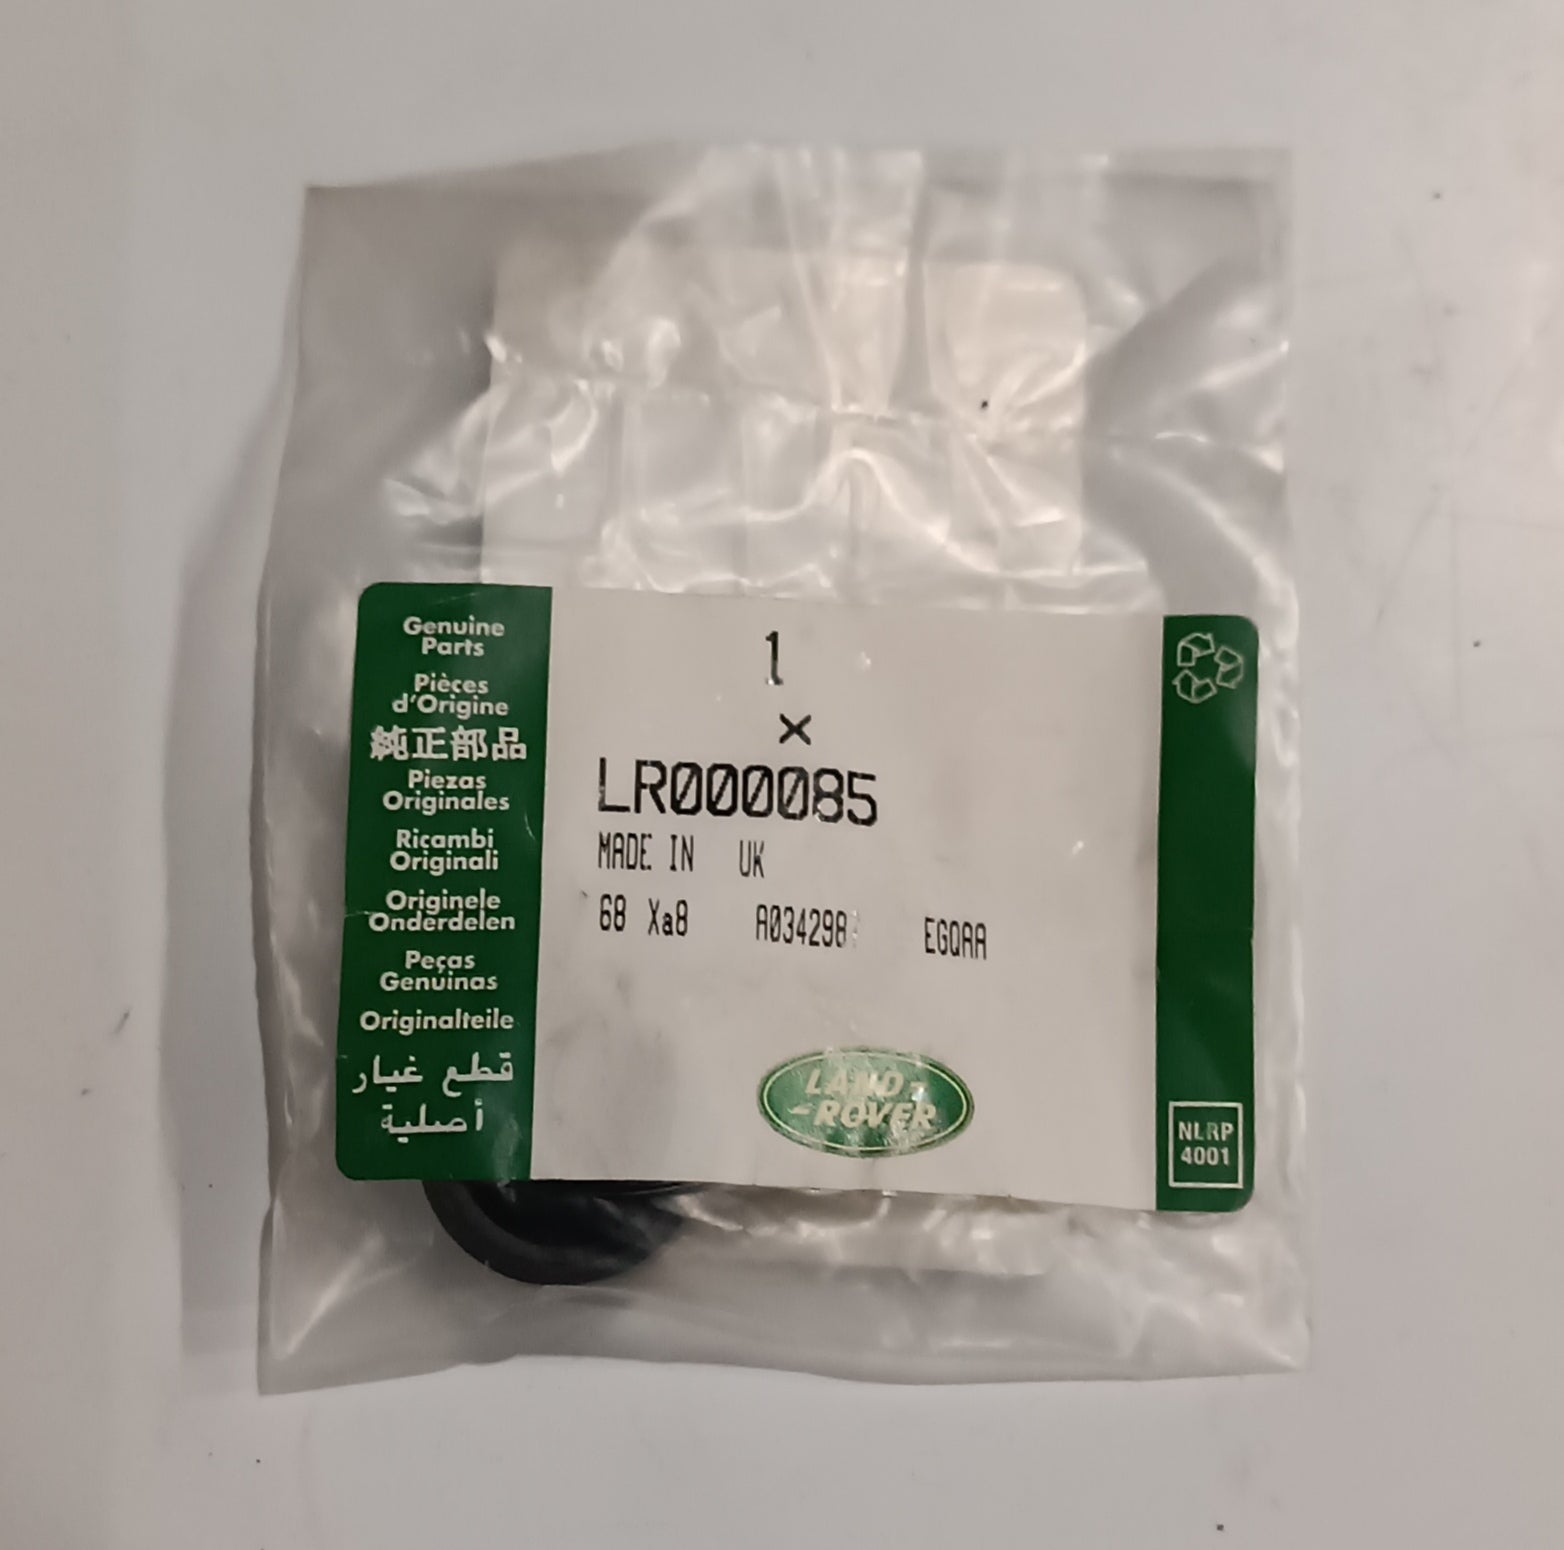 Genuine
Parts
Pièces
d'Origine
純正部品
Piezas
Originales
Ricambi
Originali
Originele
Onderdelen
Peças
Genuinas
Originalteile
قطع غيار
أصلية
1
×
LR000085
MADE IN UK
68 Xa8 A034298 EGQAA
LAND-
-ROVER
NLRP
4001